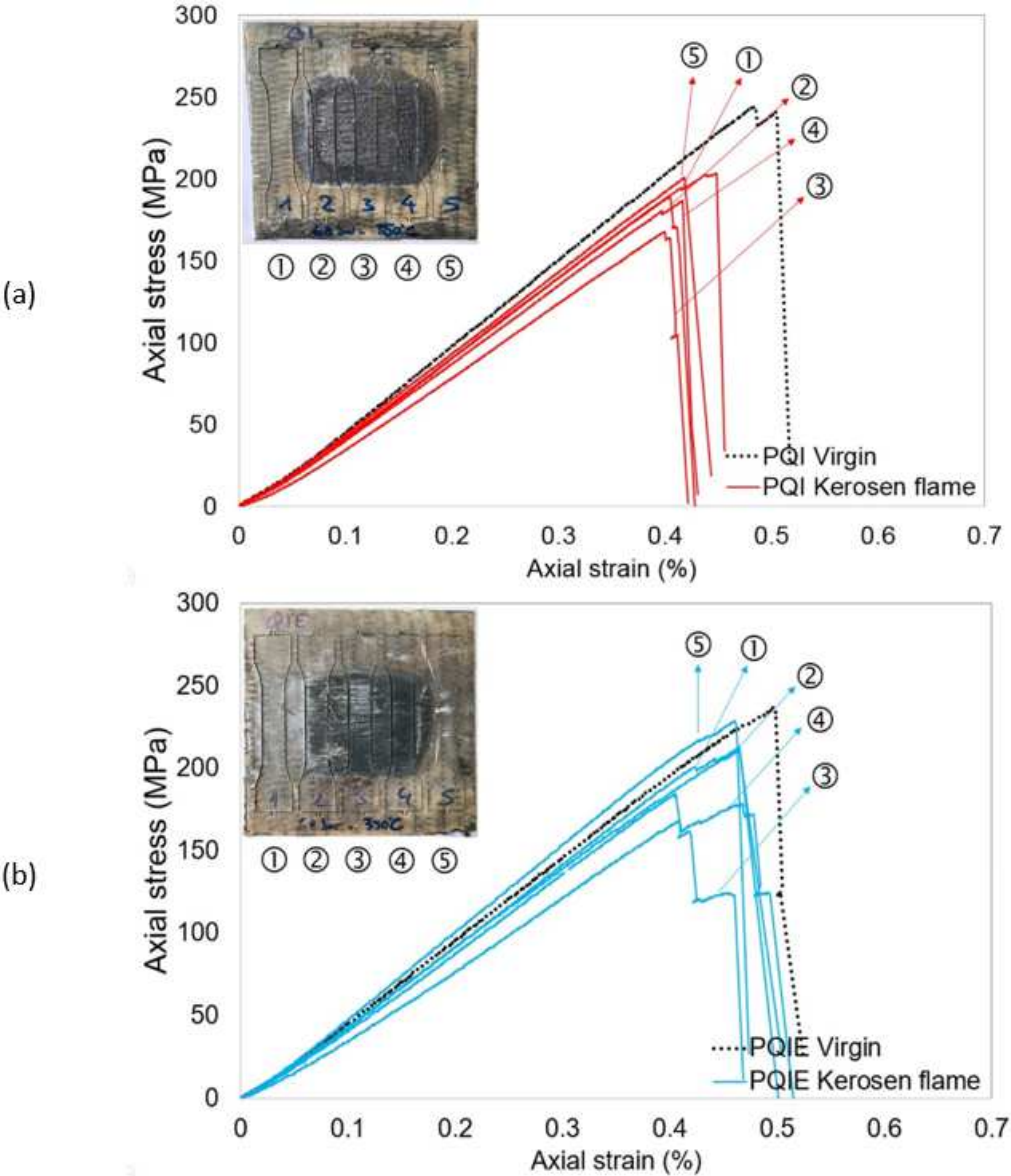 (a)
Axial stress (MPa)
300
250
200
150
100
50
0
QI
1 2 3 4 5
① ② ③ ④ ⑤
⑤ ①
②
④
③
PQI Virgin
PQI Kerosen flame
0 0.1 0.2 0.3 0.4 0.5 0.6 0.7
Axial strain (%)
(b)
Axial stress (MPa)
300
250
200
150
100
50
0
QIE
1 2 3 4 5
① ② ③ ④ ⑤
⑤ ①
②
④
③
PQIE Virgin
PQIE Kerosen flame
0 0.1 0.2 0.3 0.4 0.5 0.6 0.7
Axial strain (%)